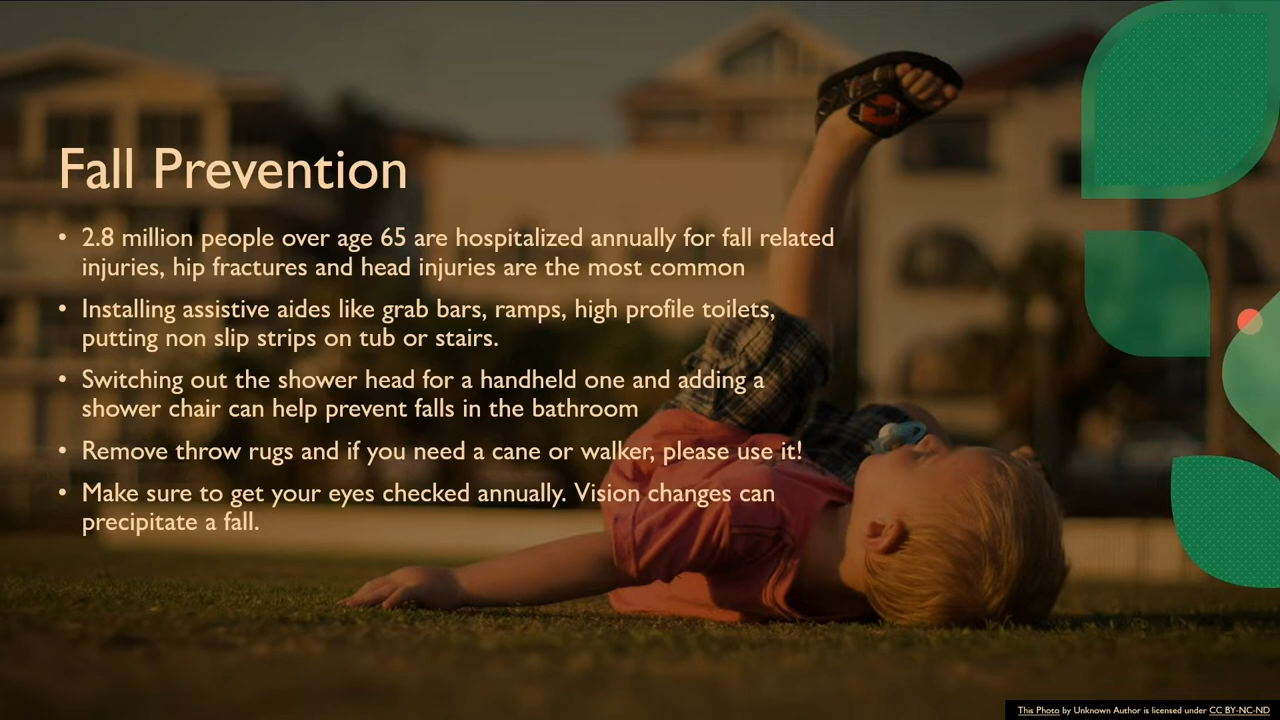 Fall Prevention
• 2.8 million people over age 65 are hospitalized annually for fall related
injuries, hip fractures and head injuries are the most common
• Installing assistive aides like grab bars, ramps, high profile toilets,
putting non slip strips on tub or stairs.
• Switching out the shower head for a handheld one and adding a
shower chair can help prevent falls in the bathroom
• Remove throw rugs and if you need a cane or walker, please use it!
• Make sure to get your eyes checked annually. Vision changes can
precipitate a fall.
This Photo by Unknown Author is licensed under CC BY-NC-ND